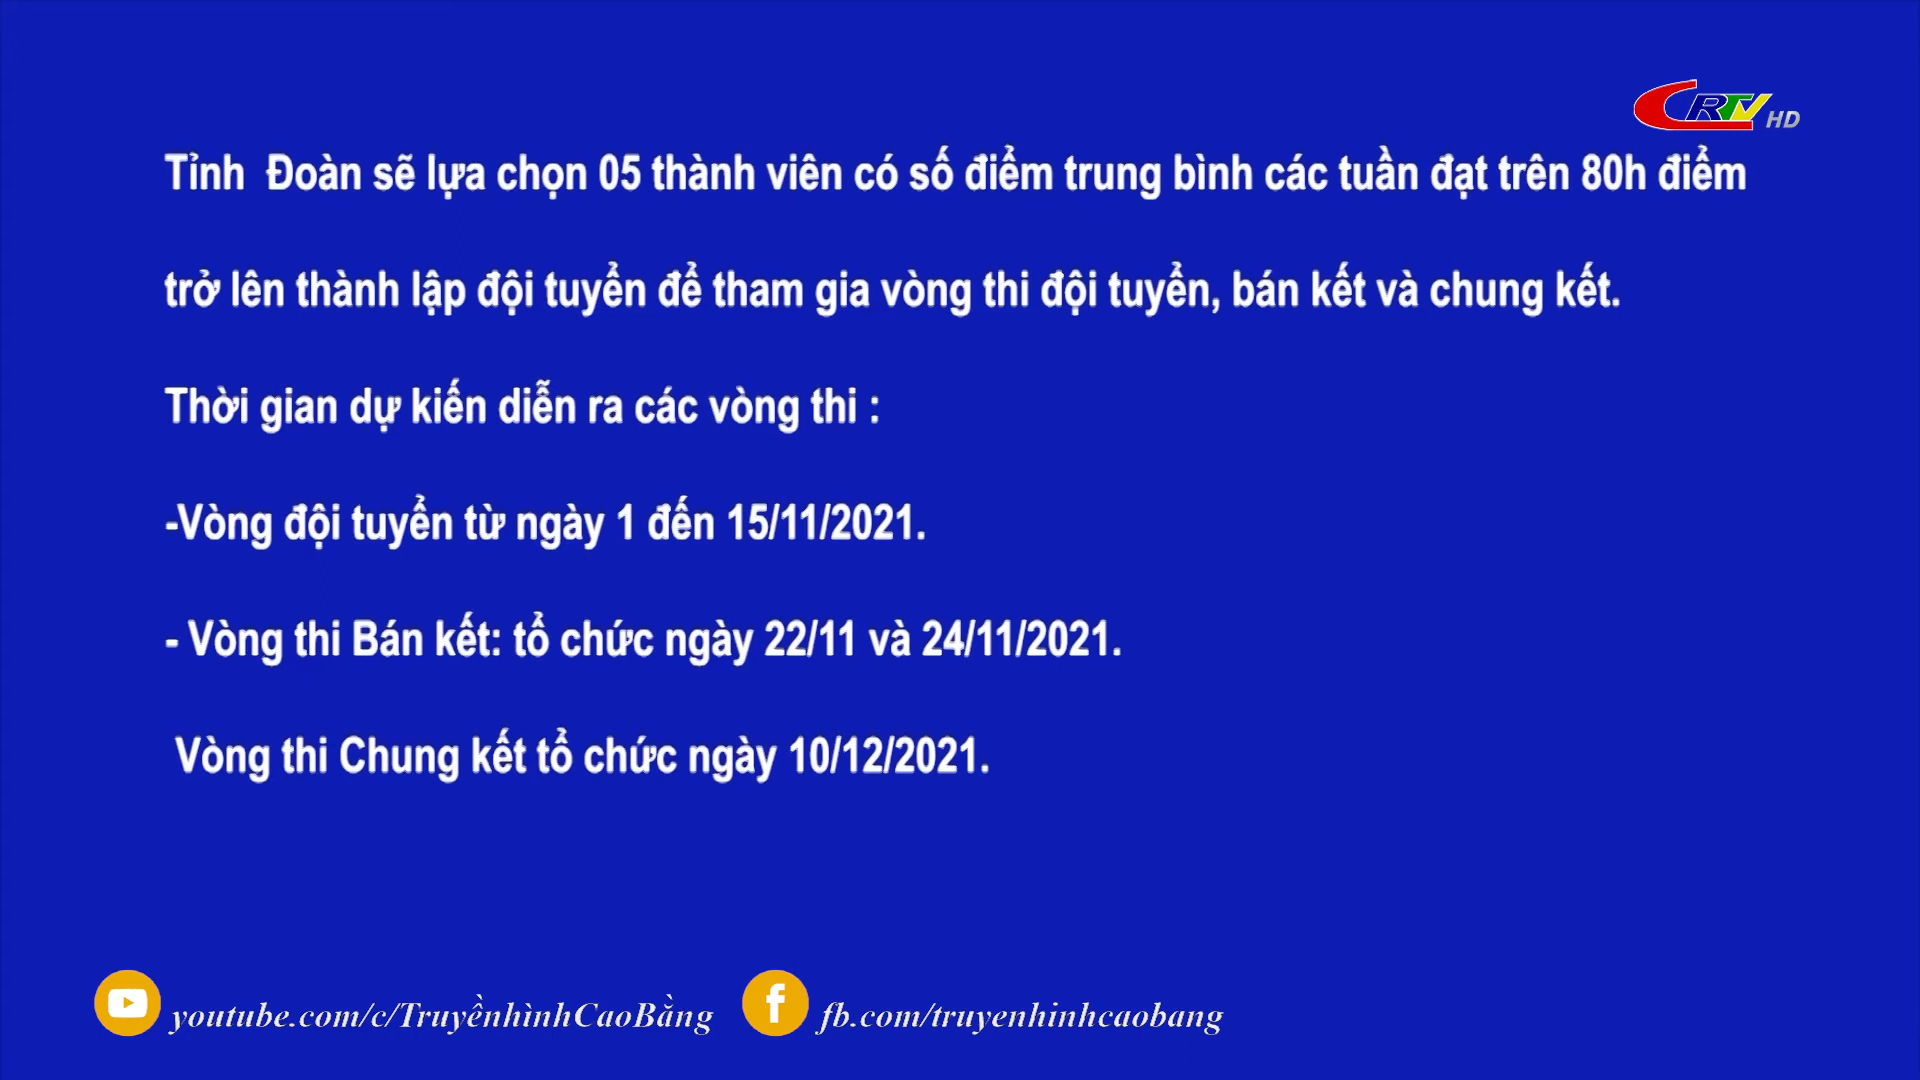 CRTV HD
Tỉnh  Đoàn sẽ lựa chọn 05 thành viên có số điểm trung bình các tuần đạt trên 80h điểm
trở lên thành lập đội tuyển để tham gia vòng thi đội tuyển, bán kết và chung kết.
Thời gian dự kiến diễn ra các vòng thi :
-Vòng đội tuyển từ ngày 1 đến 15/11/2021.
- Vòng thi Bán kết: tổ chức ngày 22/11 và 24/11/2021.
Vòng thi Chung kết tổ chức ngày 10/12/2021.
youtube.com/c/TruyềnhìnhCaoBằng
fb.com/truyenhinhcaobang